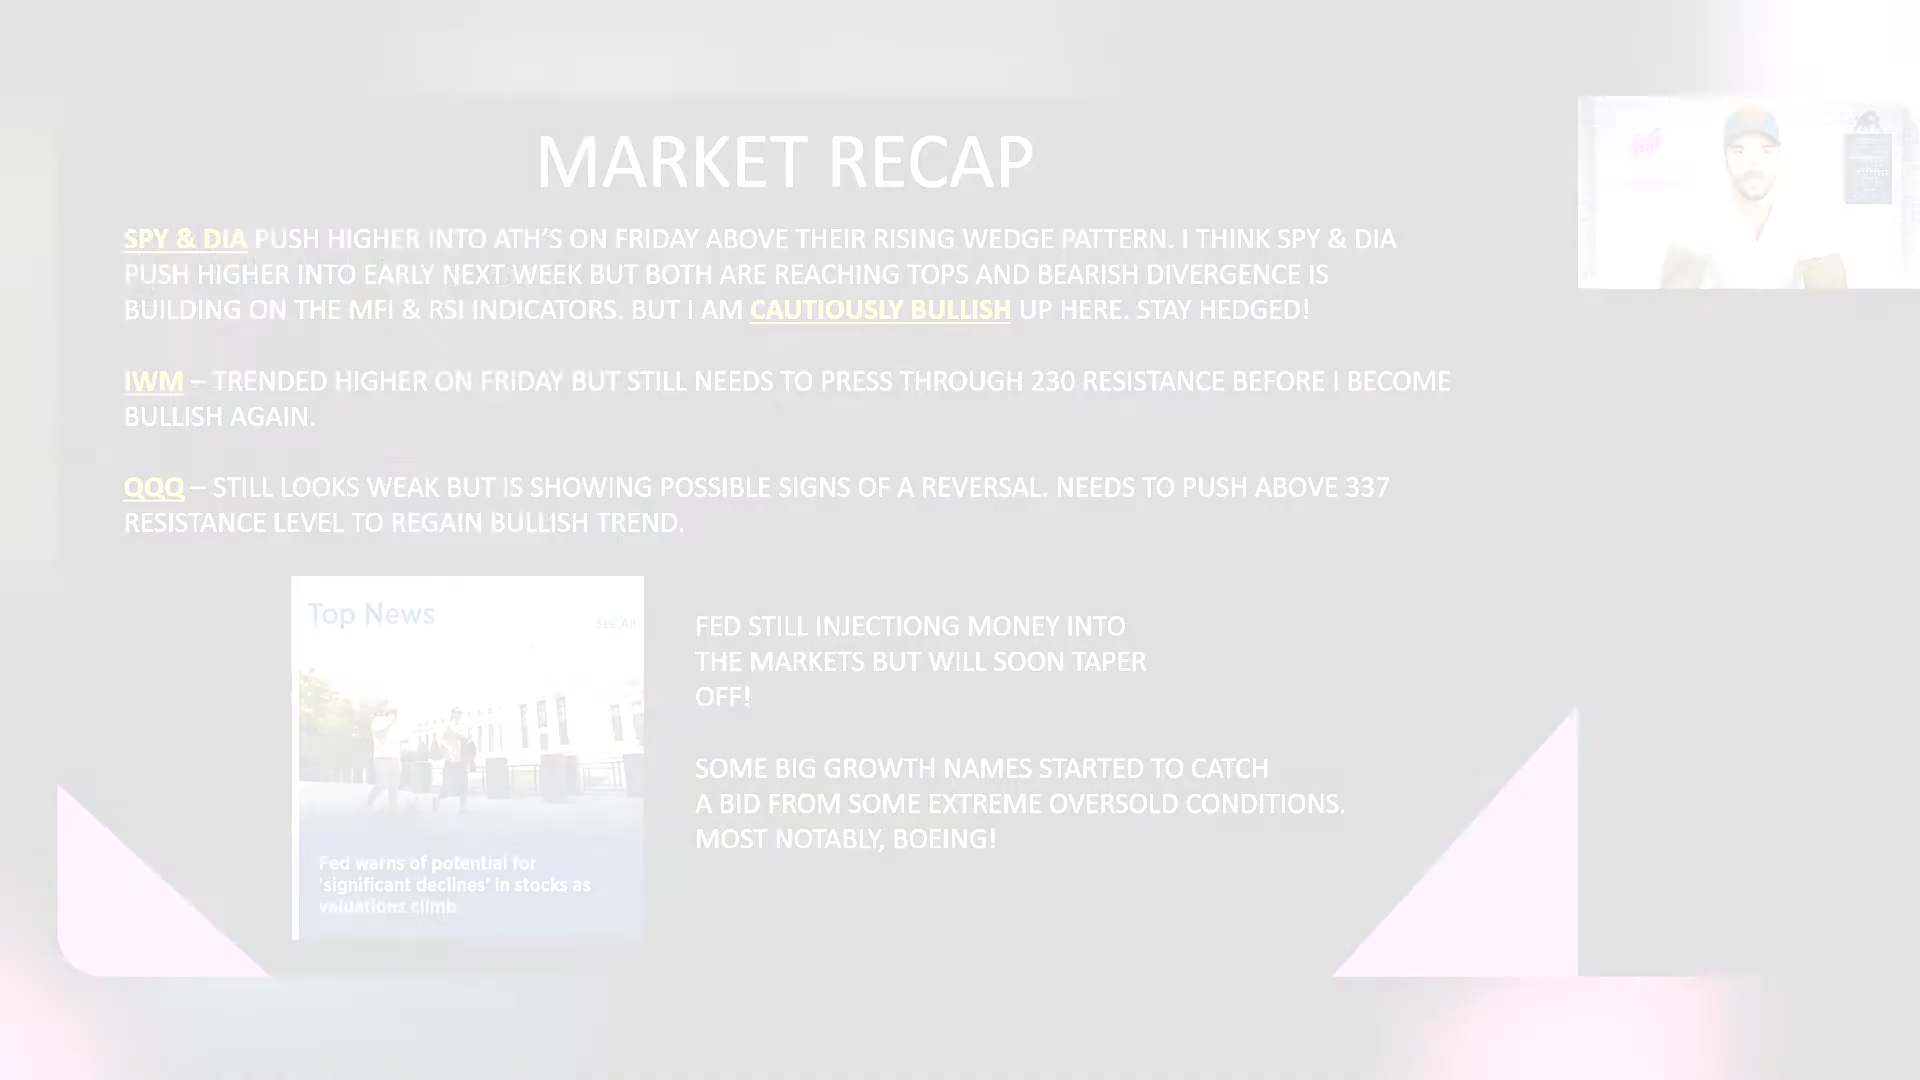 MARKET RECAP
SPY & DIA PUSH HIGHER INTO ATH'S ON FRIDAY ABOVE THEIR RISING WEDGE PATTERN. I THINK SPY & DIA
PUSH HIGHER INTO EARLY NEXT WEEK BUT BOTH ARE REACHING TOPS AND BEARISH DIVERGENCE IS
BUILDING ON THE MFI & RSI INDICATORS. BUT I AM CAUTIOUSLY BULLISH UP HERE. STAY HEDGED!
IWM – TRENDED HIGHER ON FRIDAY BUT STILL NEEDS TO PRESS THROUGH 230 RESISTANCE BEFORE I BECOME
BULLISH AGAIN.
QQQ – STILL LOOKS WEAK BUT IS SHOWING POSSIBLE SIGNS OF A REVERSAL. NEEDS TO PUSH ABOVE 337
RESISTANCE LEVEL TO REGAIN BULLISH TREND.
Top News
See All
Fed warns of potential for
'significant declines' in stocks as
valuations climb
FED STILL INJECTIONG MONEY INTO
THE MARKETS BUT WILL SOON TAPER
OFF!
SOME BIG GROWTH NAMES STARTED TO CATCH
A BID FROM SOME EXTREME OVERSOLD CONDITIONS.
MOST NOTABLY, BOEING!